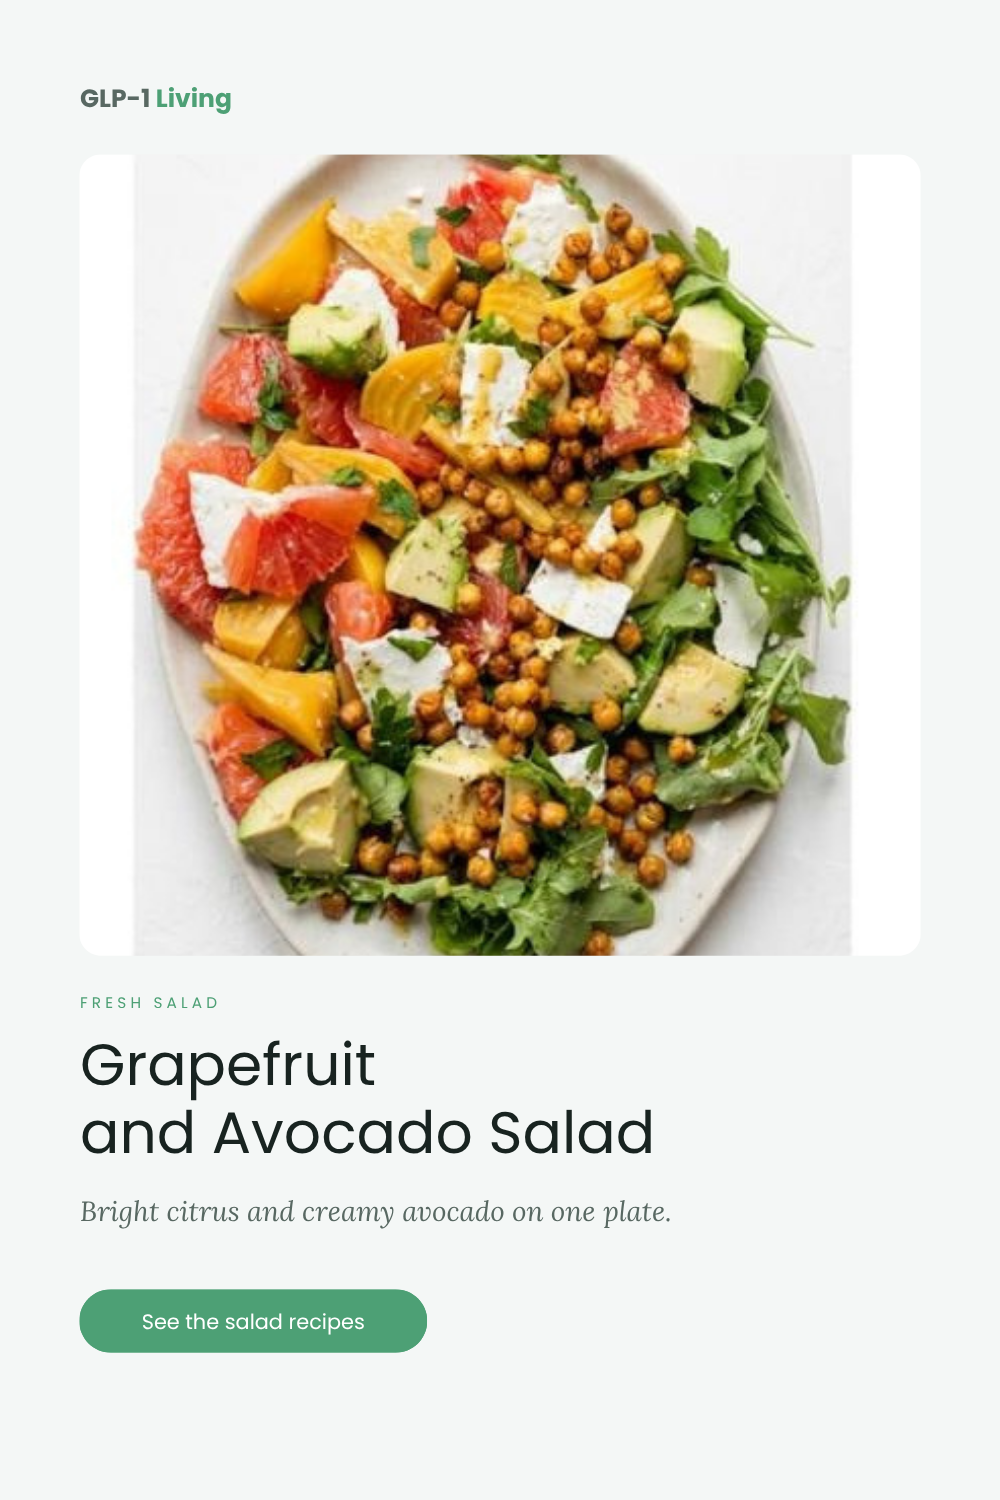 GLP-1 Living
FRESH SALAD
Grapefruit
and Avocado Salad
Bright citrus and creamy avocado on one plate.
See the salad recipes